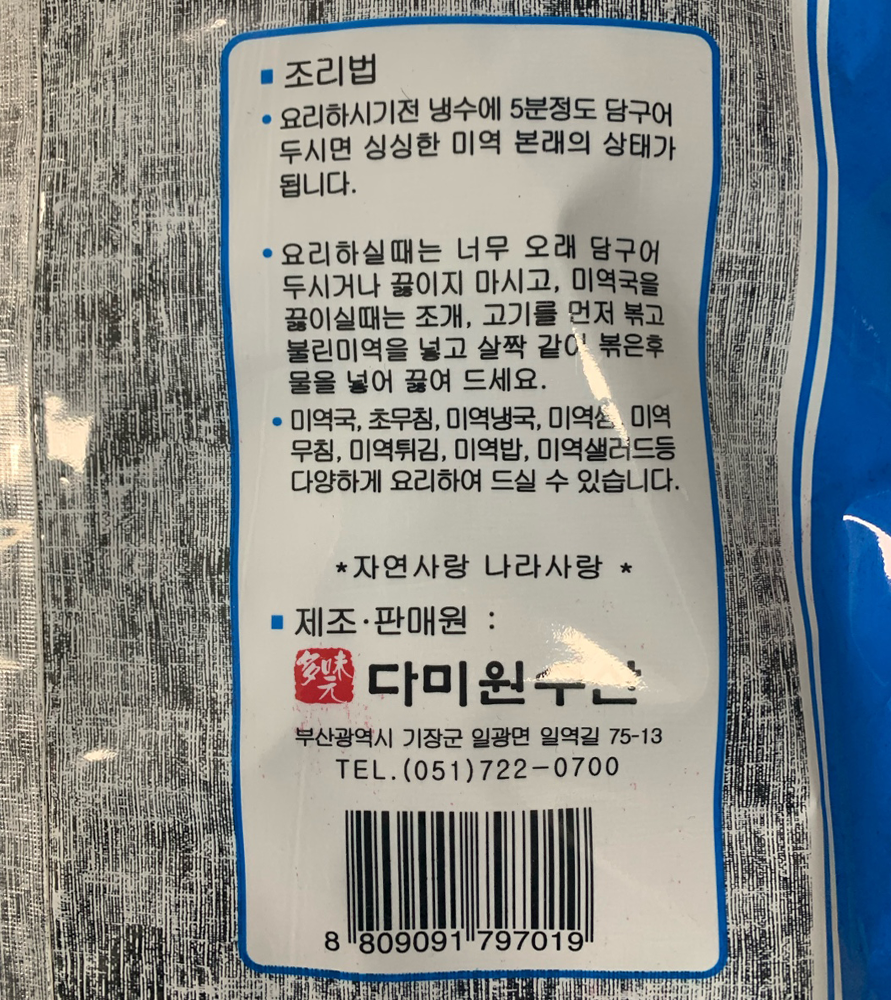 ■ 조리법
• 요리하시기전 냉수에 5분정도 담구어
두시면 싱싱한 미역 본래의 상태가
됩니다.
• 요리하실때는 너무 오래 담구어
두시거나 끓이지 마시고, 미역국을
끓이실때는 조개, 고기를 먼저 볶고
불린미역을 넣고 살짝 같이 볶은후
물을 넣어 끓여 드세요.
• 미역국, 초무침, 미역냉국, 미역쌈, 미역
무침, 미역튀김, 미역밥, 미역샐러드등
다양하게 요리하여 드실 수 있습니다.
*자연사랑 나라사랑 *
■ 제조·판매원 :
多味元 다미원수산
부산광역시 기장군 일광면 일역길 75-13
TEL.(051)722-0700
8 809091 797019